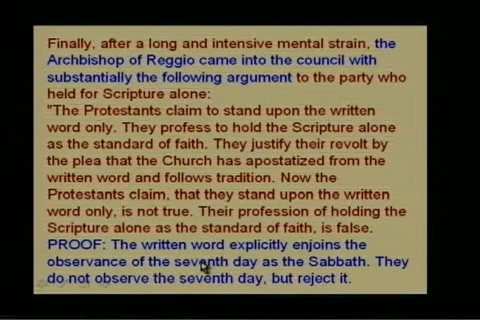 Finally, after a long and intensive mental strain, the
Archbishop of Reggio came into the council with
substantially the following argument to the party who
held for Scripture alone:
"The Protestants claim to stand upon the written
word only. They profess to hold the Scripture alone
as the standard of faith. They justify their revolt by
the plea that the Church has apostatized from the
written word and follows tradition. Now the
Protestants claim, that they stand upon the written
word only, is not true. Their profession of holding the
Scripture alone as the standard of faith, is false.
PROOF: The written word explicitly enjoins the
observance of the seventh day as the Sabbath. They
do not observe the seventh day, but reject it.